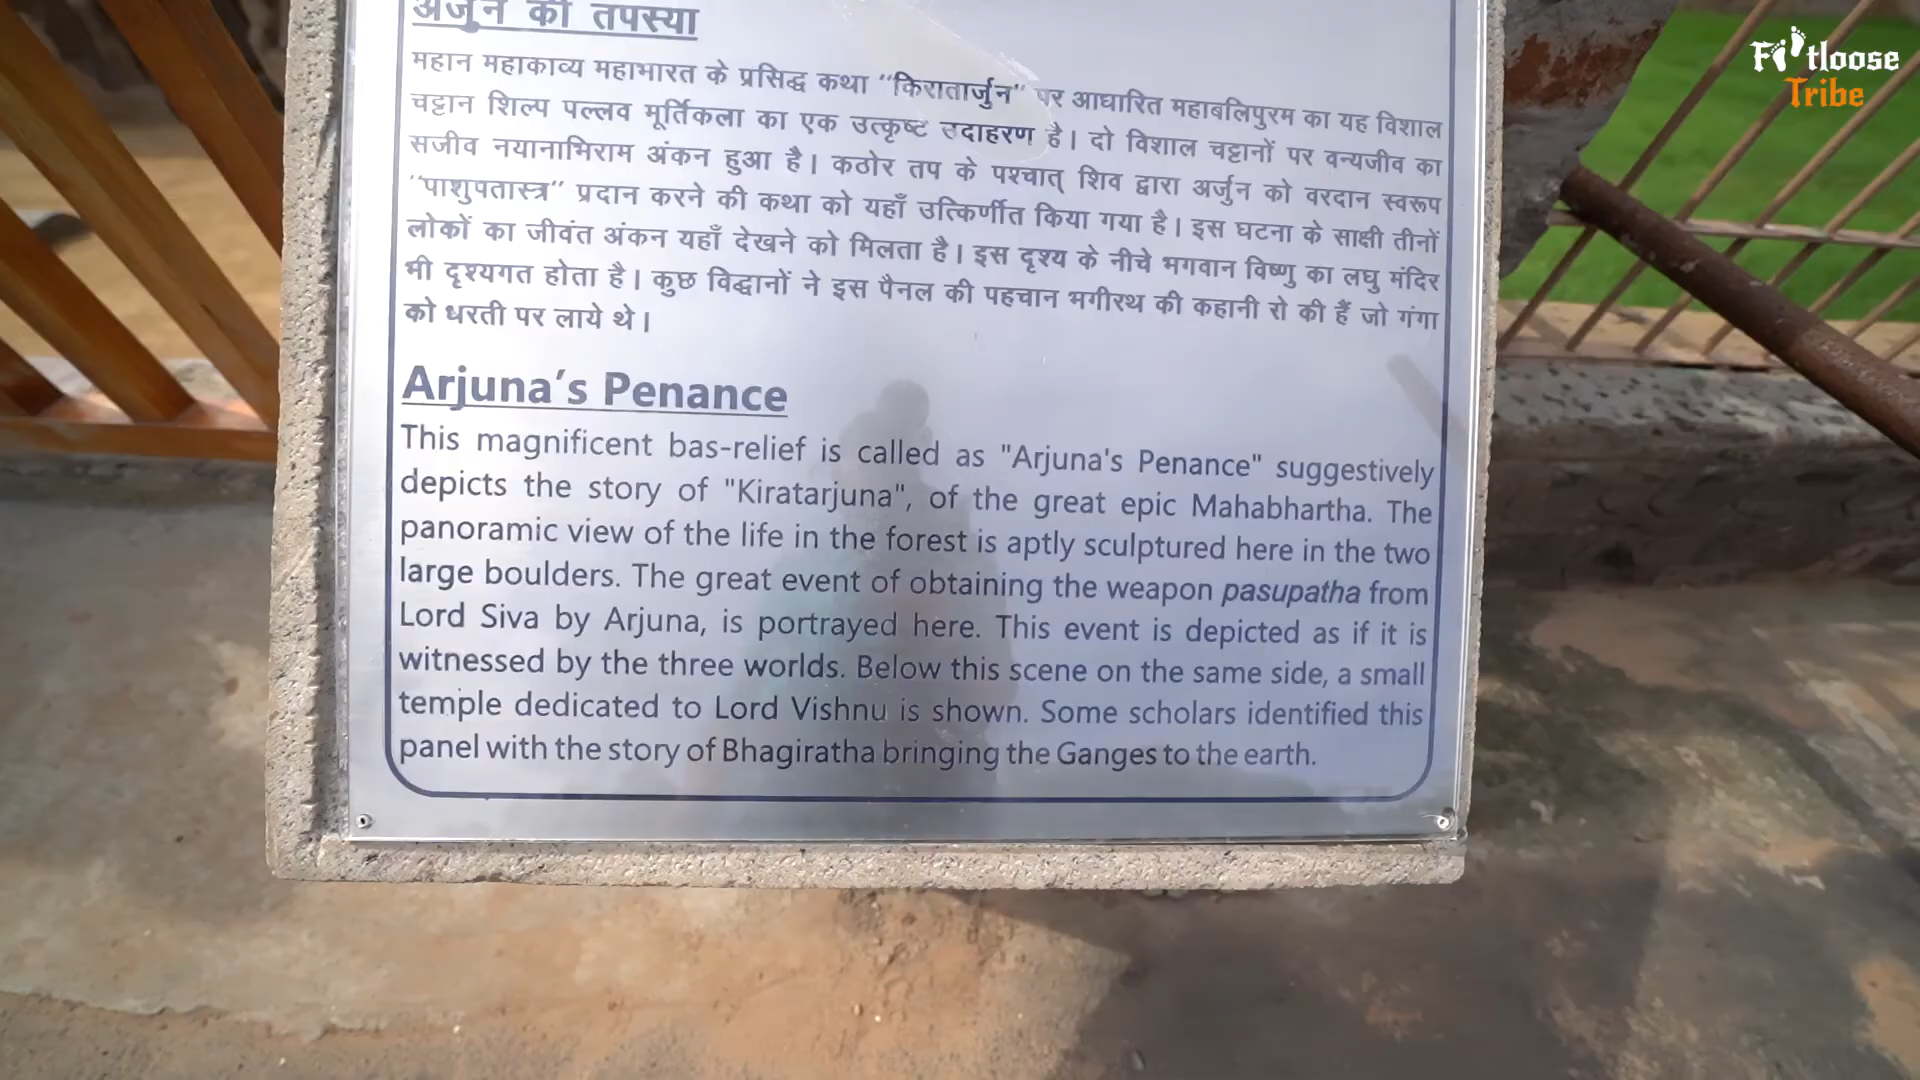 अर्जुन की तपस्या
महान महाकाव्य महाभारत के प्रसिद्ध कथा "किरातार्जुन" पर आधारित महाबलिपुरम का यह विशाल
चट्टान शिल्प पल्लव मूर्तिकला का एक उत्कृष्ट उदाहरण है। दो विशाल चट्टानों पर वन्यजीव का
सजीव नयानाभिराम अंकन हुआ है। कठोर तप के पश्चात् शिव द्वारा अर्जुन को वरदान स्वरूप
"पाशुपतास्त्र" प्रदान करने की कथा को यहाँ उत्किर्णीत किया गया है। इस घटना के साक्षी तीनों
लोकों का जीवंत अंकन यहाँ देखने को मिलता है। इस दृश्य के नीचे भगवान विष्णु का लघु मंदिर
भी दृश्यगत होता है। कुछ विद्वानों ने इस पैनल की पहचान भगीरथ की कहानी रो की हैं जो गंगा
को धरती पर लाये थे।
Arjuna's Penance
This magnificent bas-relief is called as "Arjuna's Penance" suggestively
depicts the story of "Kiratarjuna", of the great epic Mahabhartha. The
panoramic view of the life in the forest is aptly sculptured here in the two
large boulders. The great event of obtaining the weapon pasupatha from
Lord Siva by Arjuna, is portrayed here. This event is depicted as if it is
witnessed by the three worlds. Below this scene on the same side, a small
temple dedicated to Lord Vishnu is shown. Some scholars identified this
panel with the story of Bhagiratha bringing the Ganges to the earth.
Footloose
Tribe